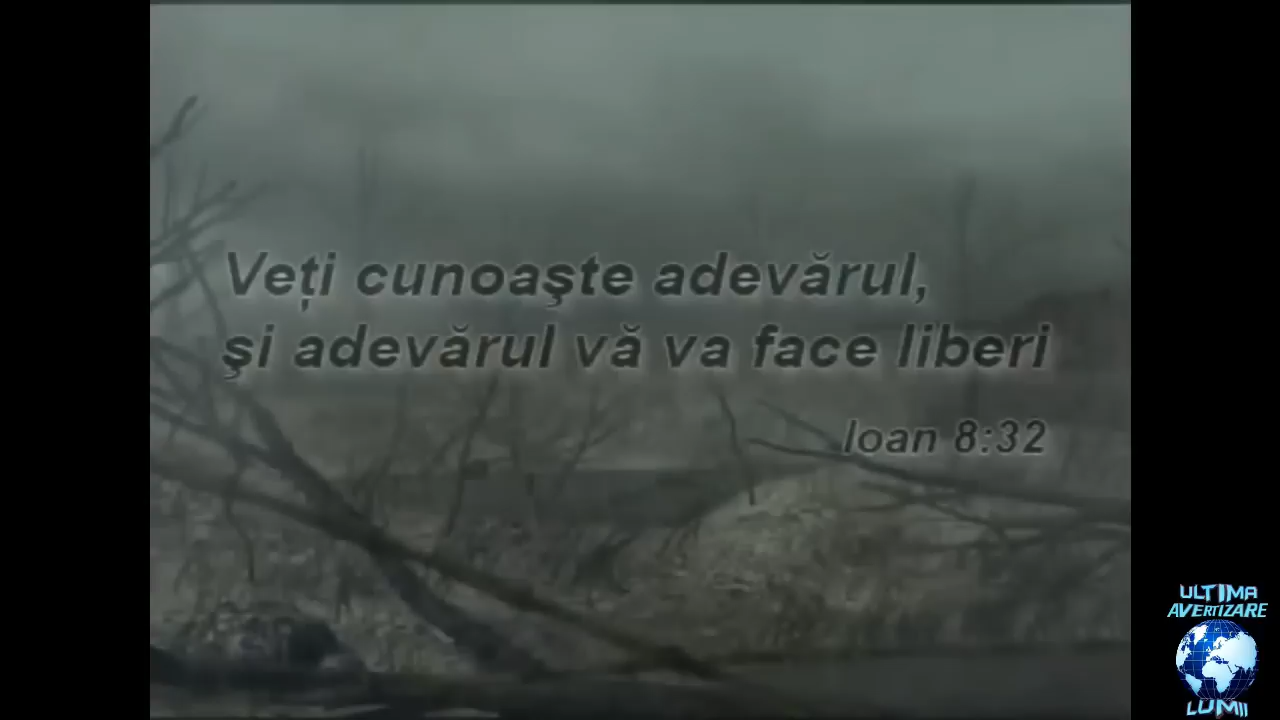 Veți cunoaşte adevărul,
şi adevărul vă va face liberi
Ioan 8:32
ULTIMA
AVERTIZARE
LUMII